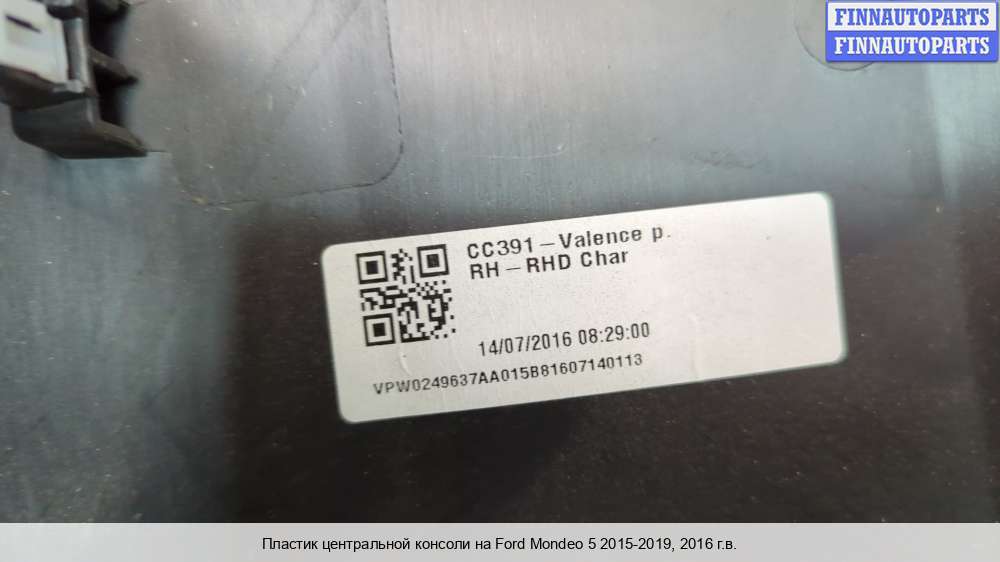 FINNAUTOPARTS
FINNAUTOPARTS
CC391 – Valence p.
RH – RHD Char
14/07/2016 08:29:00
VPW0249637AA015B81607140113
Пластик центральной консоли на Ford Mondeo 5 2015-2019, 2016 г.в.